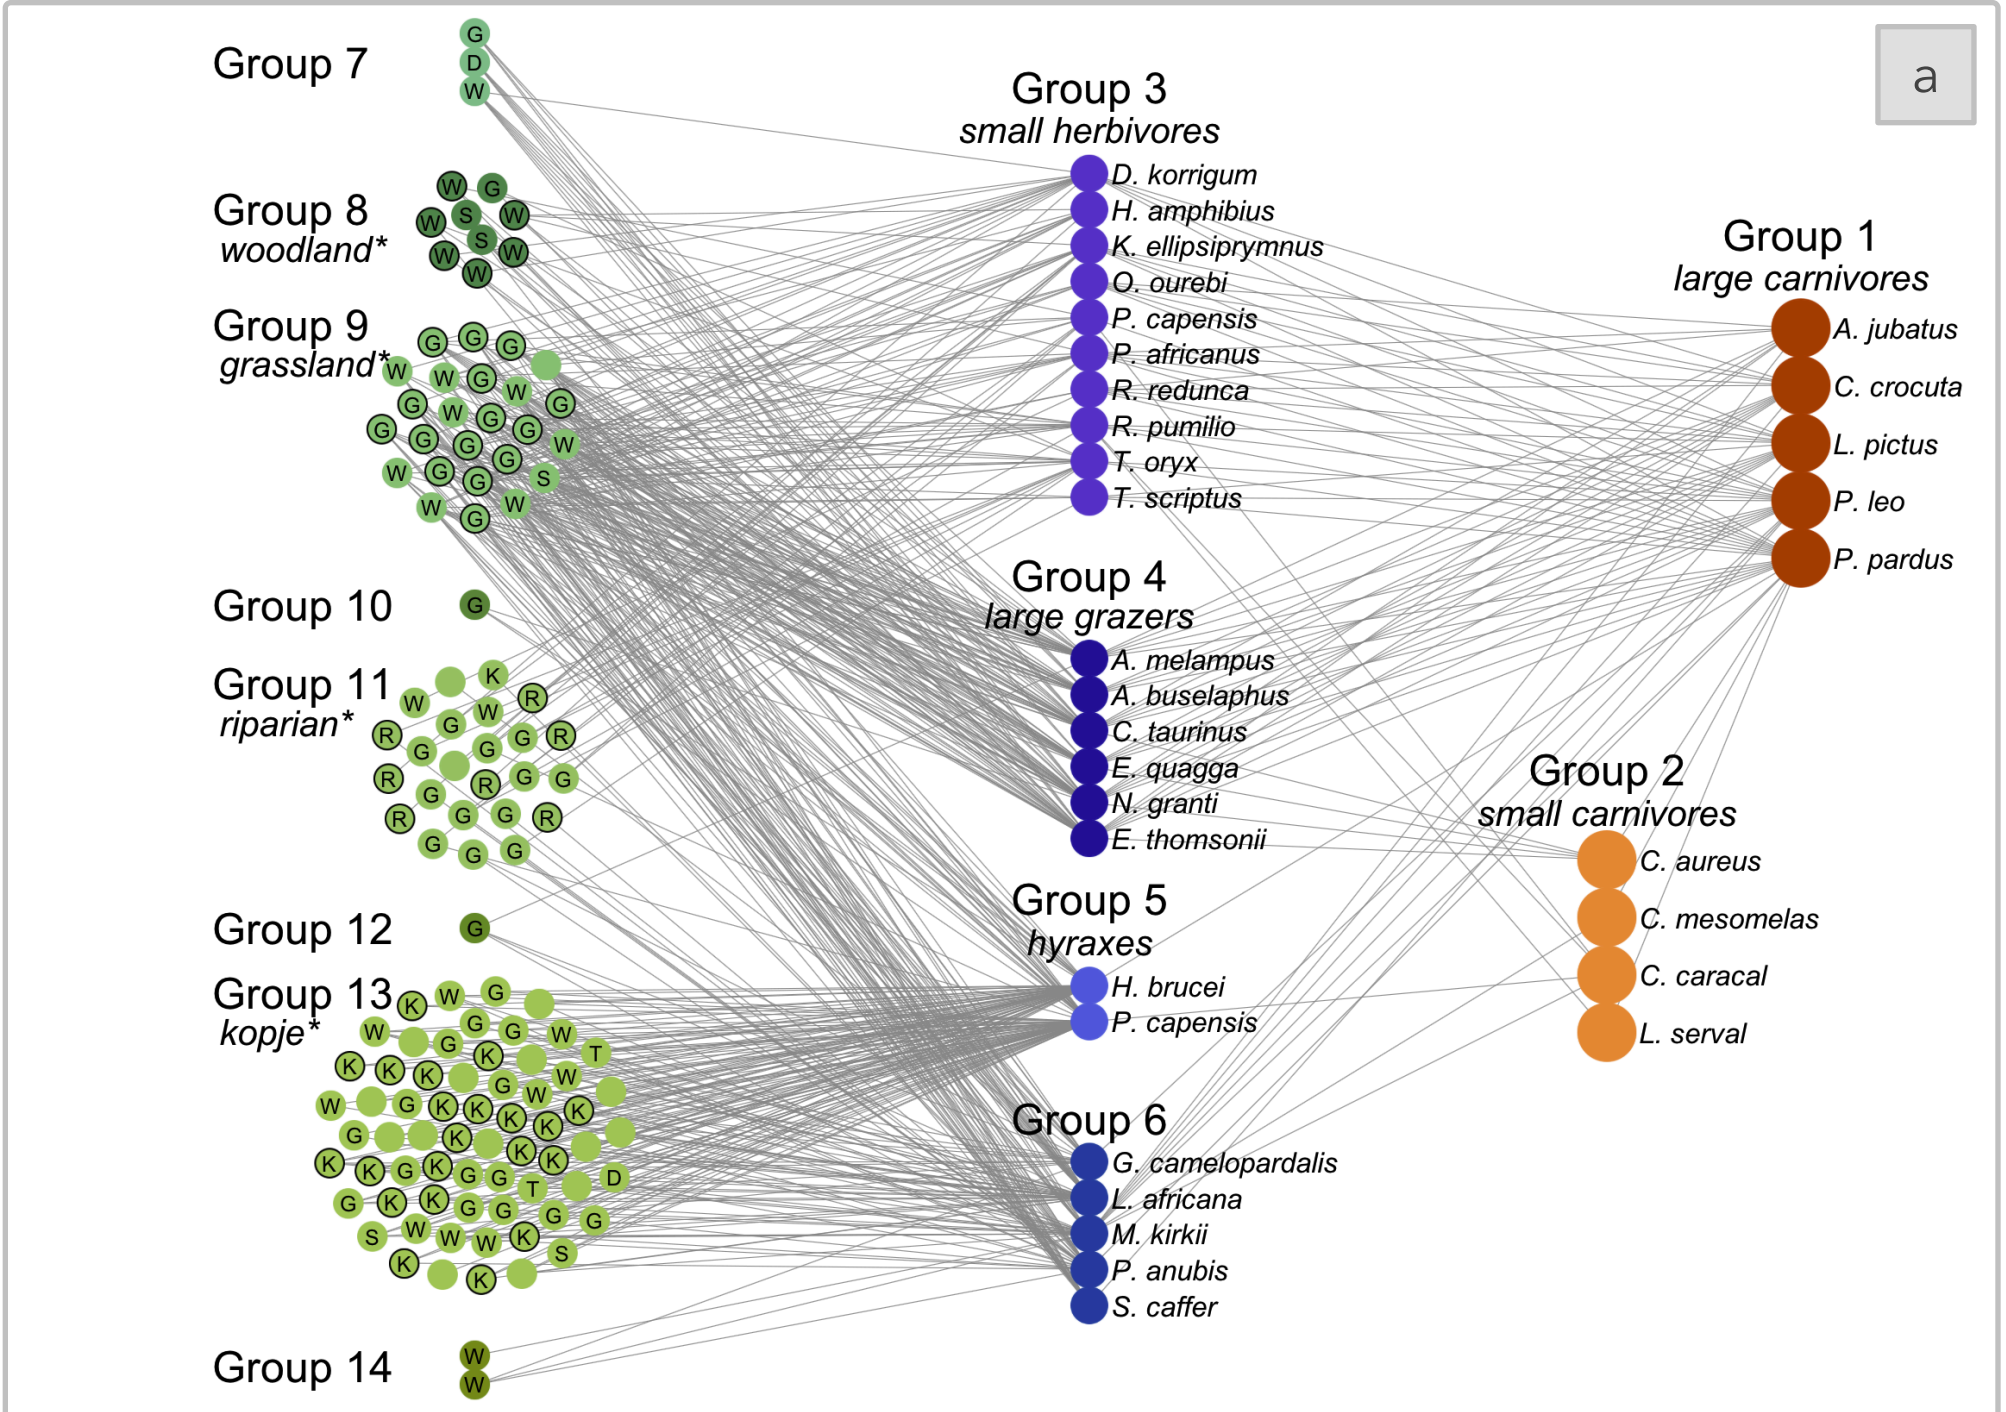 a
Group 7
G
D
W
Group 8
woodland*
W G
W S W
S
W W
W
Group 9
grassland*
G G G
W W G W
G W G G
G G G G W
W G G G S
W G W
Group 10
G
Group 11
riparian*
K
W G W R
R G G G R
R G R G G
R G G R
G G G
Group 12
G
Group 13
kopje*
K W G
W G G G W
K K K K G W W T
W G K K K K K
G K K K
K K G K G G T D
G K K G G G G
S W W W K S
K K
Group 14
W
W
Group 3
small herbivores
D. korrigum
H. amphibius
K. ellipsiprymnus
O. ourebi
P. capensis
P. africanus
R. redunca
R. pumilio
T. oryx
T. scriptus
Group 4
large grazers
A. melampus
A. buselaphus
C. taurinus
E. quagga
N. granti
E. thomsonii
Group 5
hyraxes
H. brucei
P. capensis
Group 6
G. camelopardalis
L. africana
M. kirkii
P. anubis
S. caffer
Group 1
large carnivores
A. jubatus
C. crocuta
L. pictus
P. leo
P. pardus
Group 2
small carnivores
C. aureus
C. mesomelas
C. caracal
L. serval